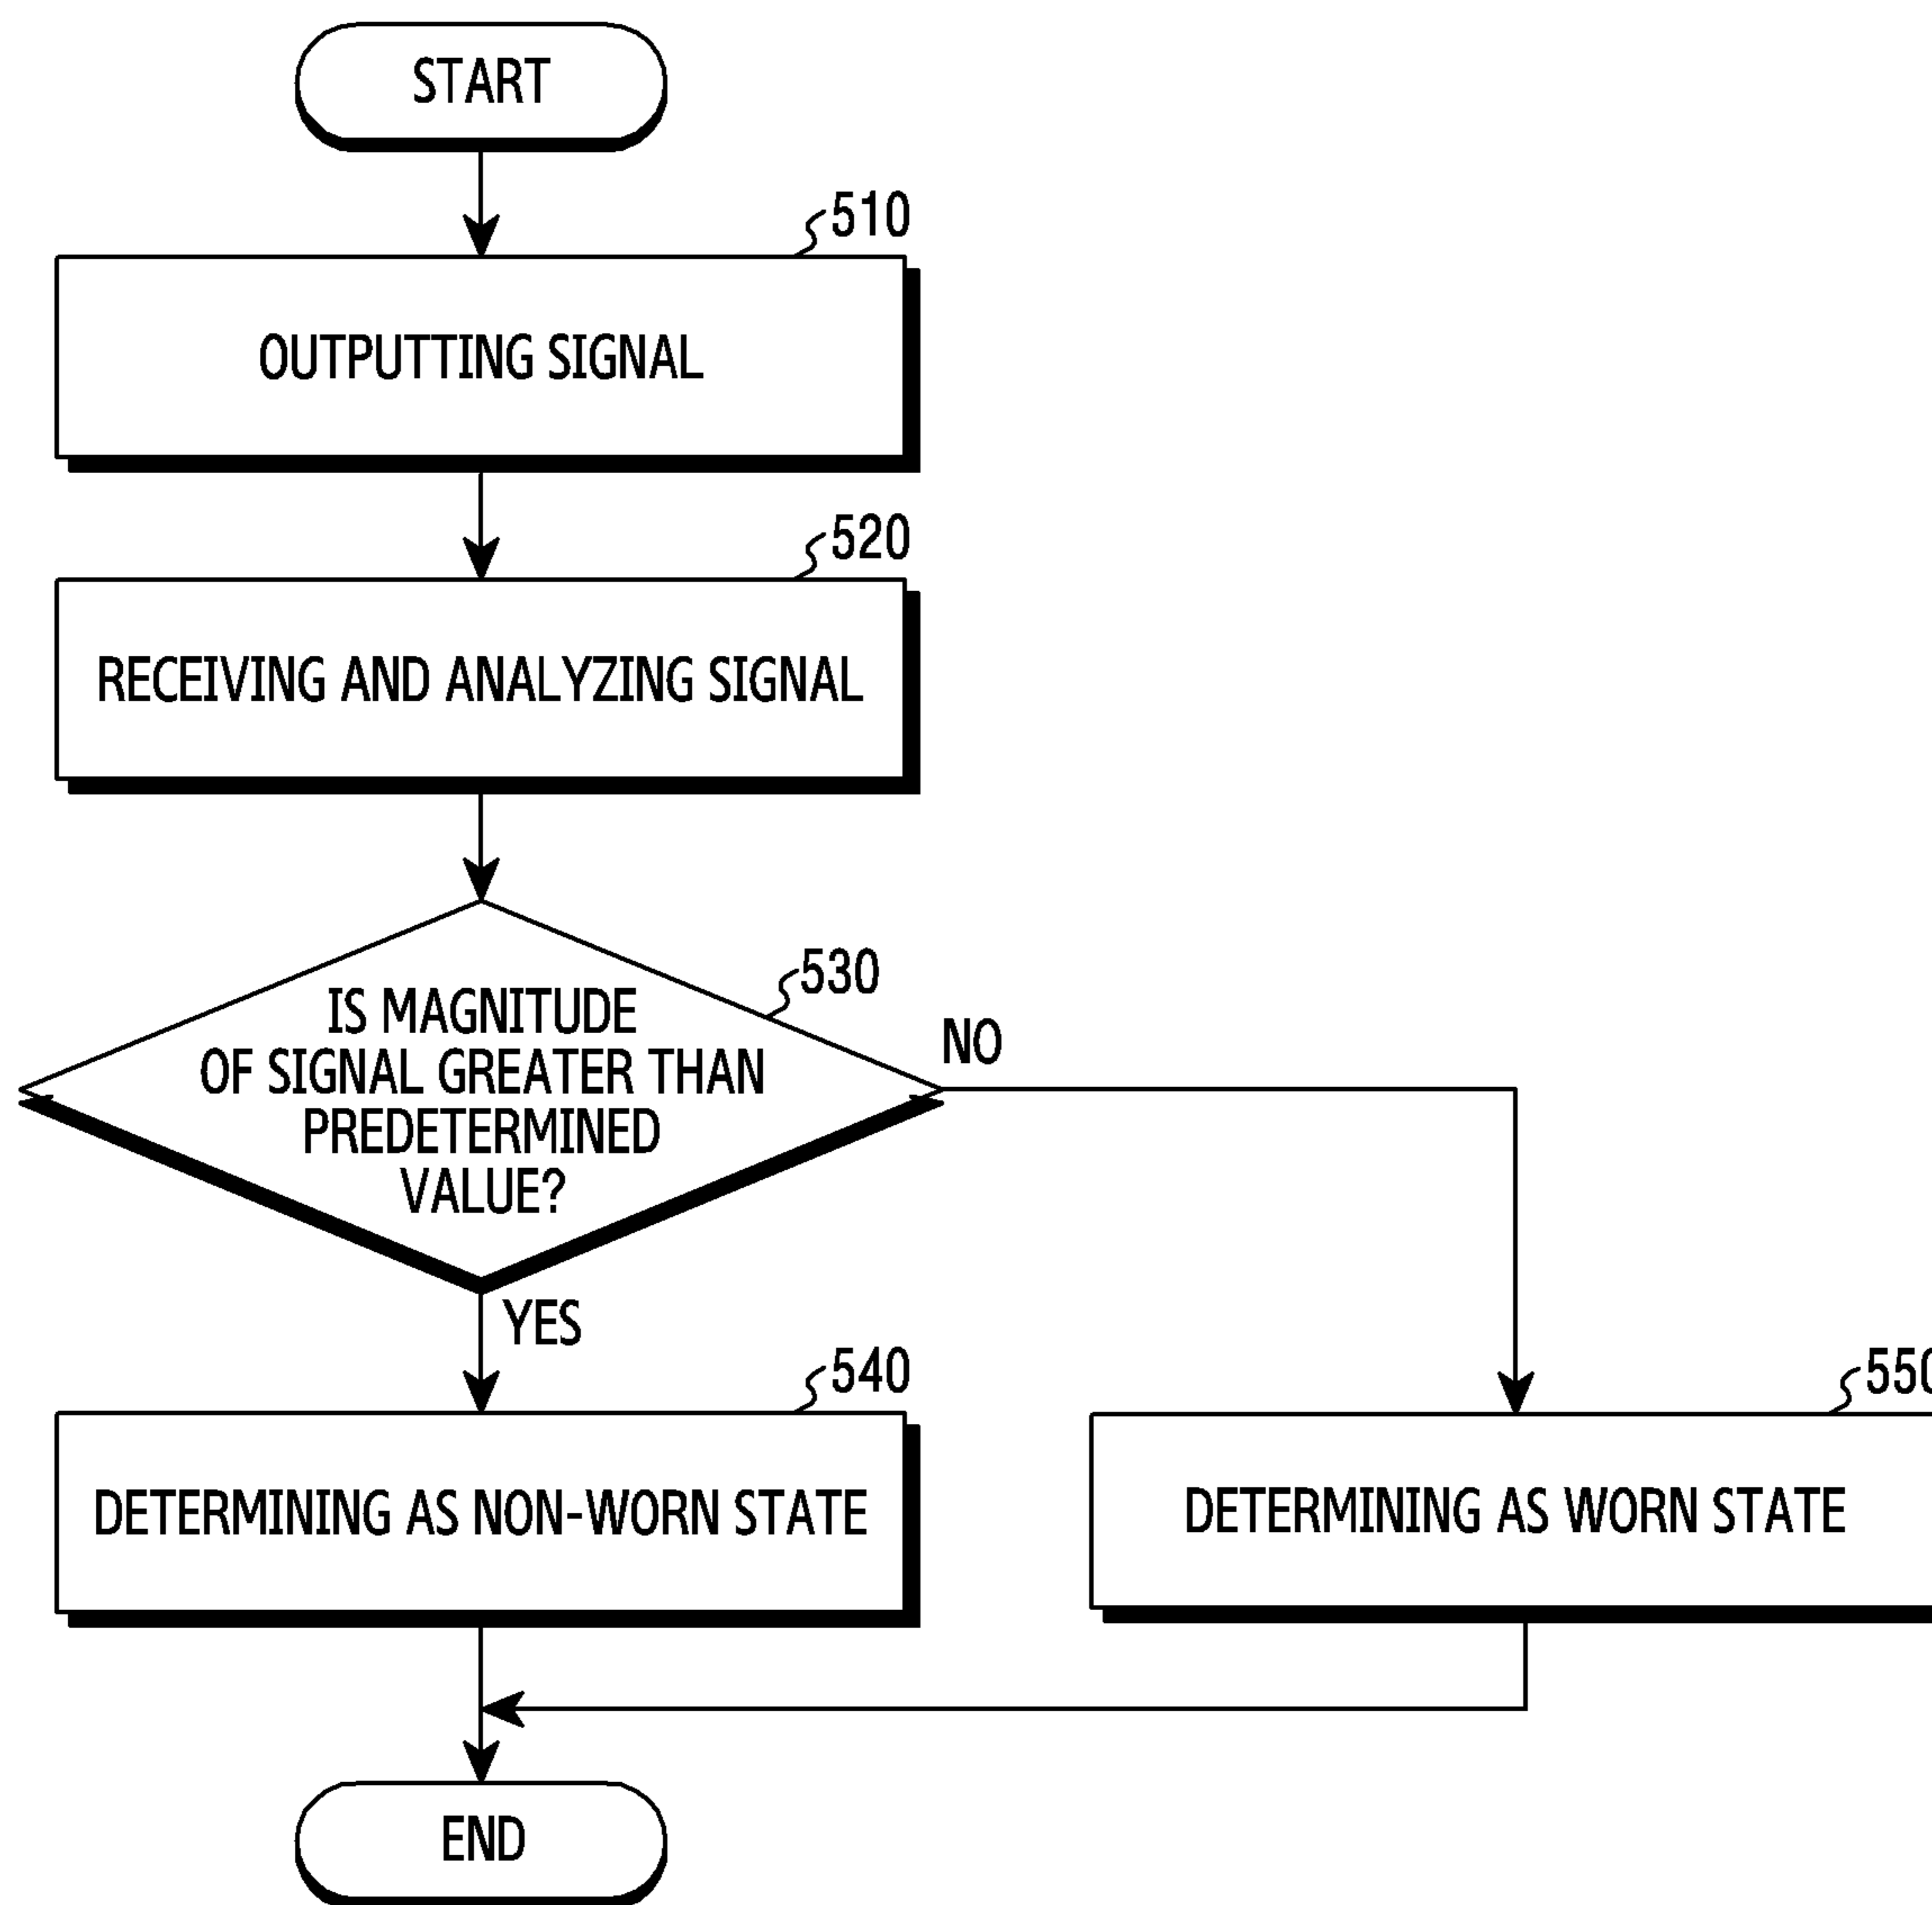 START
510
OUTPUTTING SIGNAL
520
RECEIVING AND ANALYZING SIGNAL
530
IS MAGNITUDE
OF SIGNAL GREATER THAN
PREDETERMINED
VALUE?
NO
YES
540
DETERMINING AS NON-WORN STATE
550
DETERMINING AS WORN STATE
END